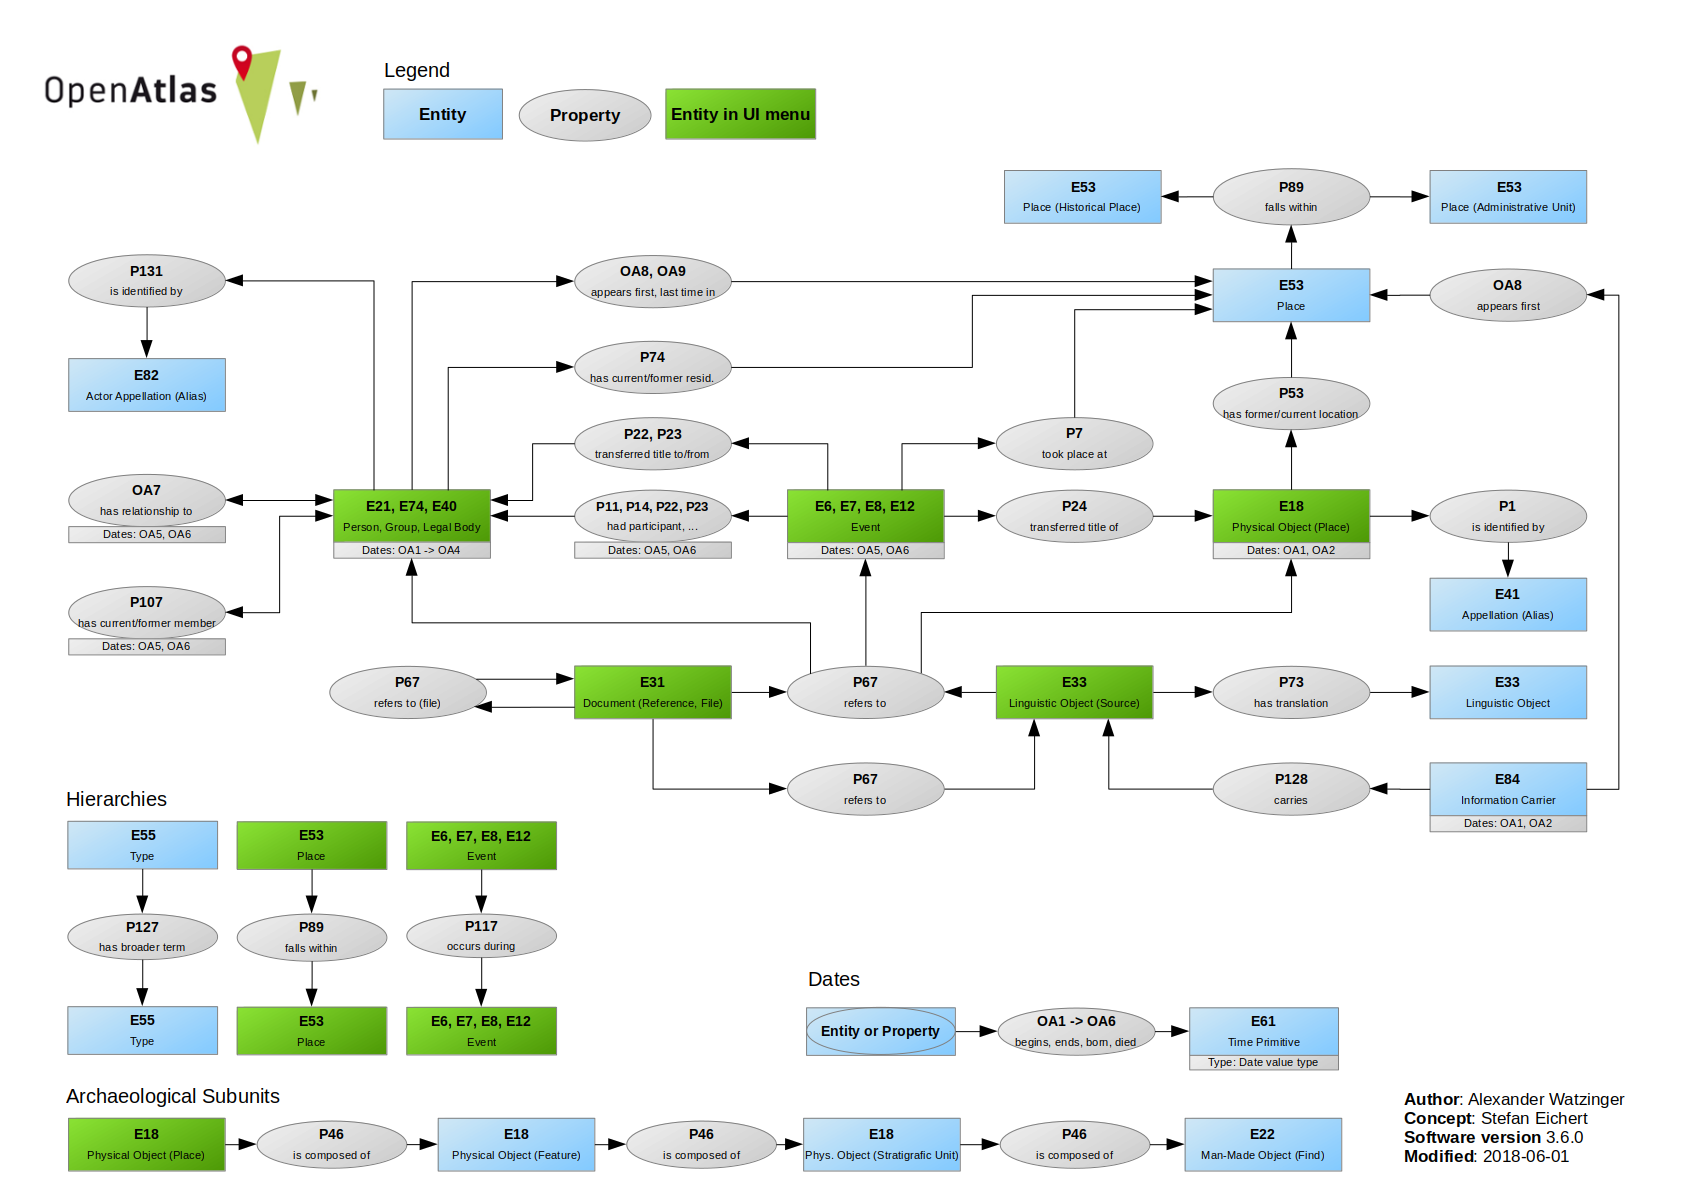 OpenAtlas
Legend
Entity
Property
Entity in UI menu
E53
Place (Historical Place)
P89
falls within
E53
Place (Administrative Unit)
P131
is identified by
OA8, OA9
appears first, last time in
E53
Place
OA8
appears first
E82
Actor Appellation (Alias)
P74
has current/former resid.
P53
has former/current location
P22, P23
transferred title to/from
P7
took place at
OA7
has relationship to
Dates: OA5, OA6
E21, E74, E40
Person, Group, Legal Body
Dates: OA1 -> OA4
P11, P14, P22, P23
had participant, ...
Dates: OA5, OA6
E6, E7, E8, E12
Event
Dates: OA5, OA6
P24
transferred title of
E18
Physical Object (Place)
Dates: OA1, OA2
P1
is identified by
P107
has current/former member
Dates: OA5, OA6
E41
Appellation (Alias)
P67
refers to (file)
E31
Document (Reference, File)
P67
refers to
E33
Linguistic Object (Source)
P73
has translation
E33
Linguistic Object
P67
refers to
P128
carries
E84
Information Carrier
Dates: OA1, OA2
Hierarchies
E55
Type
E53
Place
E6, E7, E8, E12
Event
P127
has broader term
P89
falls within
P117
occurs during
E55
Type
E53
Place
E6, E7, E8, E12
Event
Dates
Entity or Property
OA1 -> OA6
begins, ends, born, died
E61
Time Primitive
Type: Date value type
Archaeological Subunits
E18
Physical Object (Place)
P46
is composed of
E18
Physical Object (Feature)
P46
is composed of
E18
Phys. Object (Stratigrafic Unit)
P46
is composed of
E22
Man-Made Object (Find)
Author: Alexander Watzinger
Concept: Stefan Eichert
Software version 3.6.0
Modified: 2018-06-01